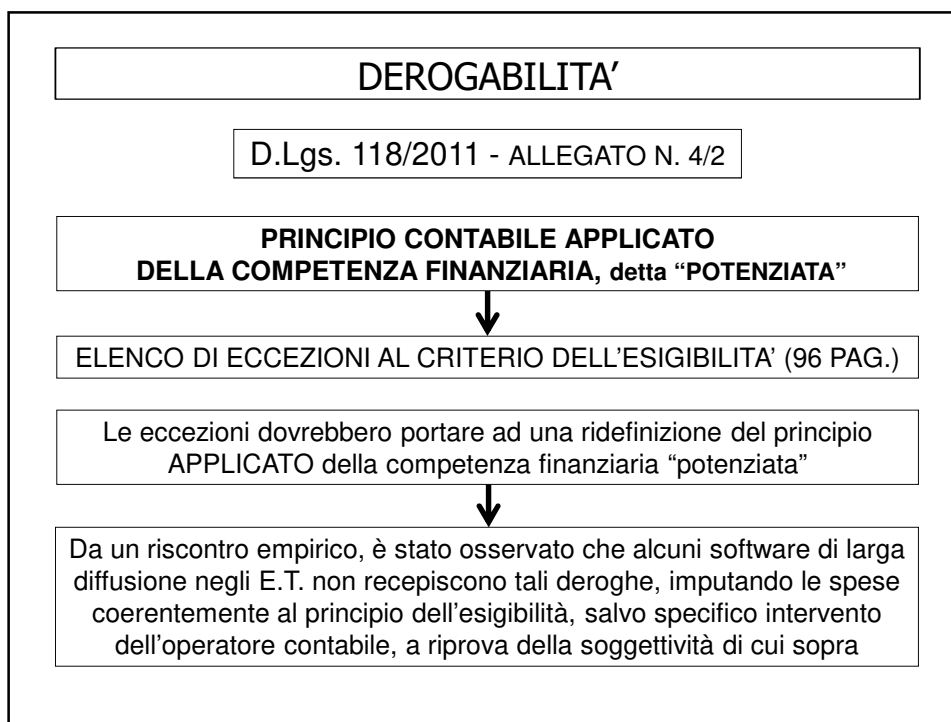 DEROGABILITA’
D.Lgs. 118/2011 - ALLEGATO N. 4/2
PRINCIPIO CONTABILE APPLICATO
DELLA COMPETENZA FINANZIARIA, detta “POTENZIATA”
ELENCO DI ECCEZIONI AL CRITERIO DELL’ESIGIBILITA’ (96 PAG.)
Le eccezioni dovrebbero portare ad una ridefinizione del principio
APPLICATO della competenza finanziaria “potenziata”
Da un riscontro empirico, è stato osservato che alcuni software di larga
diffusione negli E.T. non recepiscono tali deroghe, imputando le spese
coerentemente al principio dell’esigibilità, salvo specifico intervento
dell’operatore contabile, a riprova della soggettività di cui sopra